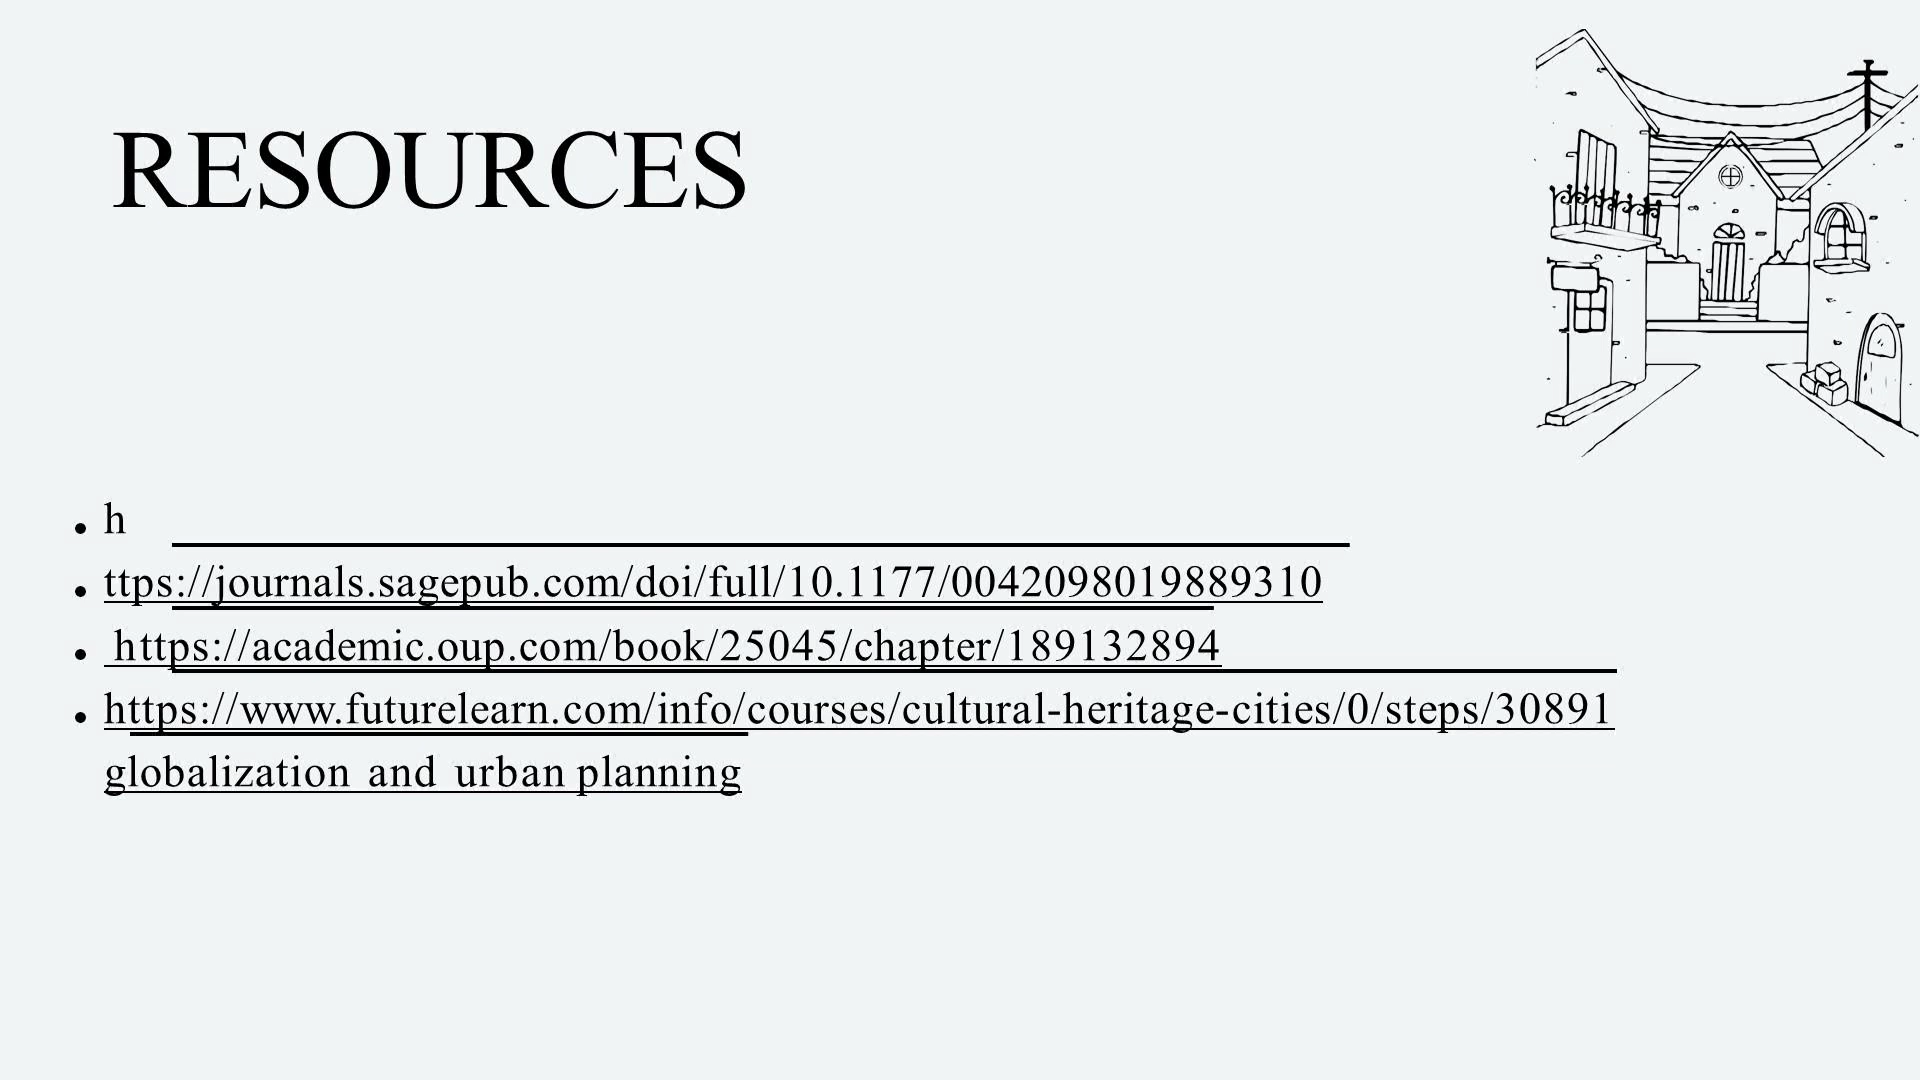 RESOURCES
• h
• ttps://journals.sagepub.com/doi/full/10.1177/0042098019889310
• https://academic.oup.com/book/25045/chapter/189132894
• https://www.futurelearn.com/info/courses/cultural-heritage-cities/0/steps/30891
globalization and urban planning